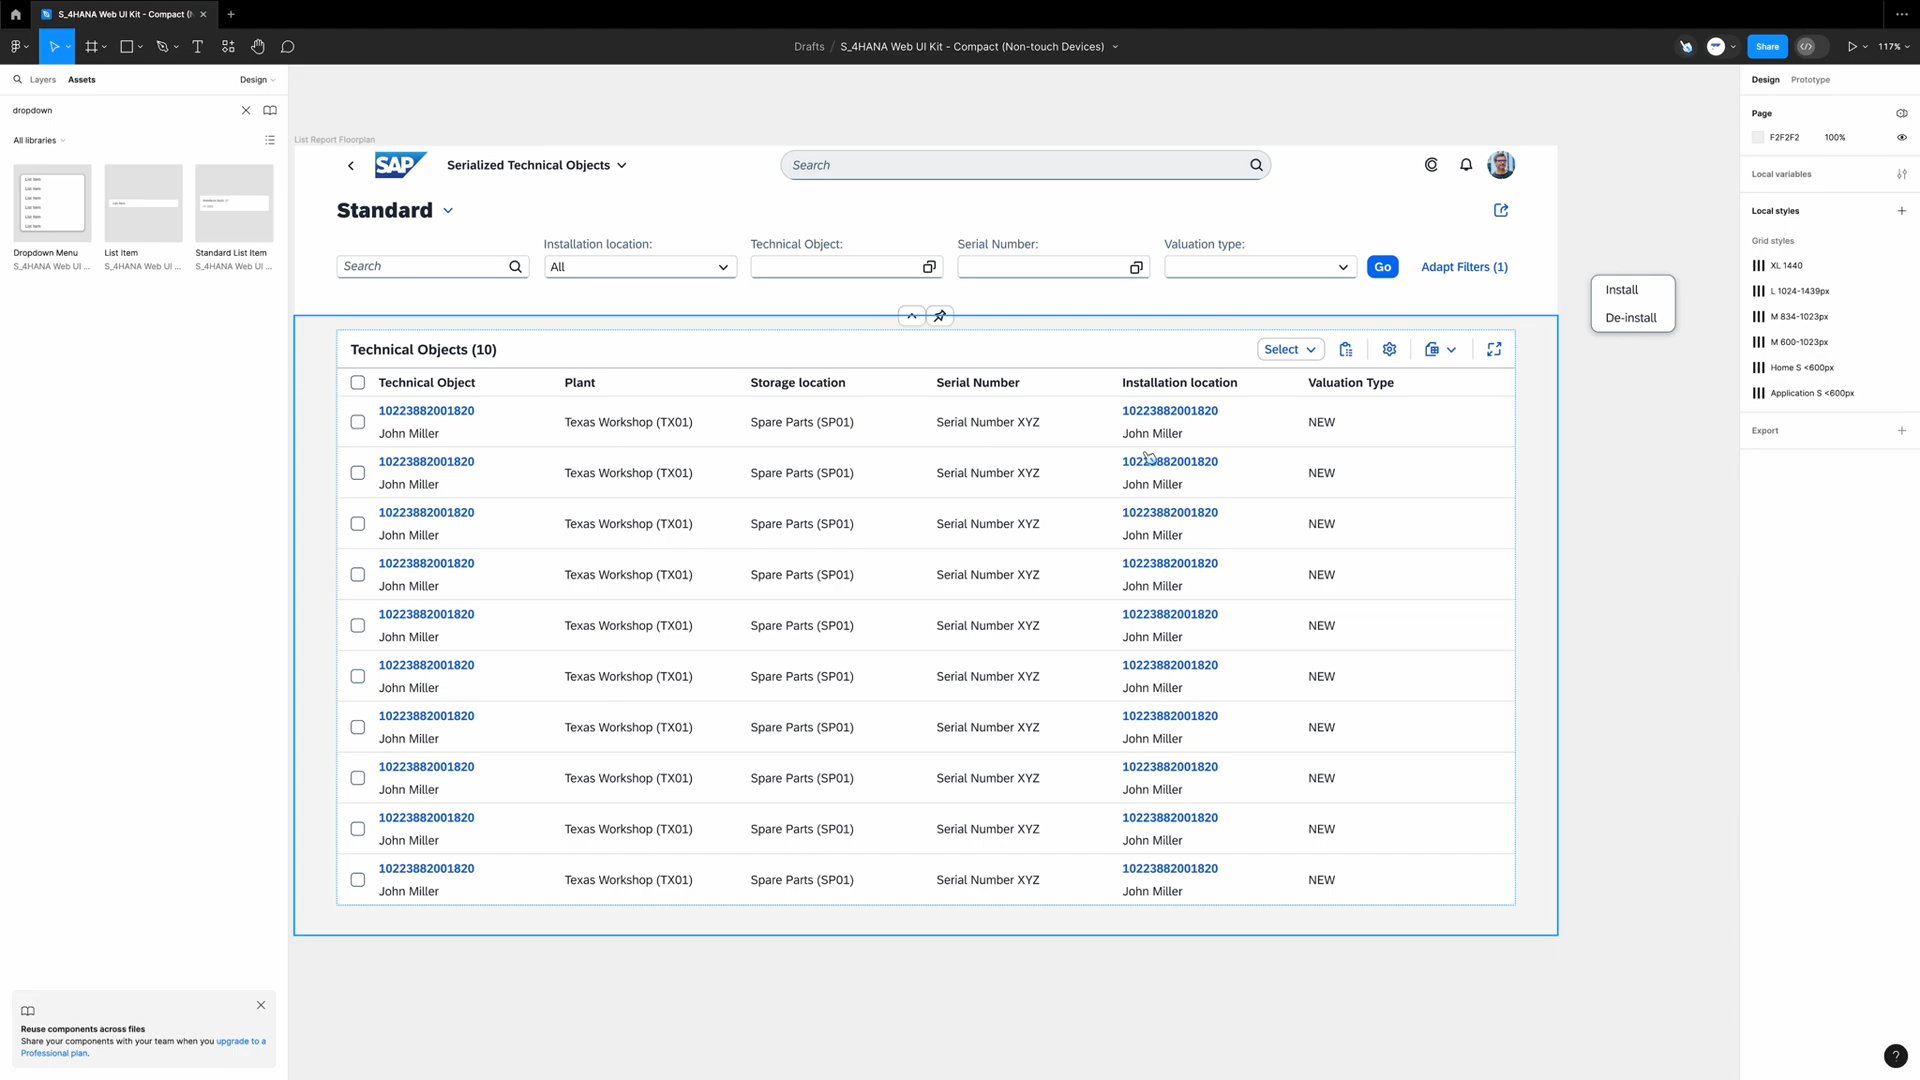 S_4HANA Web UI Kit - Compact (
Drafts / S_4HANA Web UI Kit - Compact (Non-touch Devices)
Share
117%
Layers
Assets
Design
dropdown
All libraries
List item
List item
List item
List item
List item
List item
List item
Dropdown Menu
S_4HANA Web UI ...
List Item
S_4HANA Web UI ...
Standard List Item
S_4HANA Web UI ...
Reuse components across files
Share your components with your team when you upgrade to a
Professional plan.
List Report Floorplan
SAP
Serialized Technical Objects
Search
Standard
Installation location:
Technical Object:
Serial Number:
Valuation type:
Search
All
Go
Adapt Filters (1)
Technical Objects (10)
Select
Technical Object
Plant
Storage location
Serial Number
Installation location
Valuation Type
10223882001820
John Miller
Texas Workshop (TX01)
Spare Parts (SP01)
Serial Number XYZ
10223882001820
John Miller
NEW
10223882001820
John Miller
Texas Workshop (TX01)
Spare Parts (SP01)
Serial Number XYZ
10223882001820
John Miller
NEW
10223882001820
John Miller
Texas Workshop (TX01)
Spare Parts (SP01)
Serial Number XYZ
10223882001820
John Miller
NEW
10223882001820
John Miller
Texas Workshop (TX01)
Spare Parts (SP01)
Serial Number XYZ
10223882001820
John Miller
NEW
10223882001820
John Miller
Texas Workshop (TX01)
Spare Parts (SP01)
Serial Number XYZ
10223882001820
John Miller
NEW
10223882001820
John Miller
Texas Workshop (TX01)
Spare Parts (SP01)
Serial Number XYZ
10223882001820
John Miller
NEW
10223882001820
John Miller
Texas Workshop (TX01)
Spare Parts (SP01)
Serial Number XYZ
10223882001820
John Miller
NEW
10223882001820
John Miller
Texas Workshop (TX01)
Spare Parts (SP01)
Serial Number XYZ
10223882001820
John Miller
NEW
10223882001820
John Miller
Texas Workshop (TX01)
Spare Parts (SP01)
Serial Number XYZ
10223882001820
John Miller
NEW
10223882001820
John Miller
Texas Workshop (TX01)
Spare Parts (SP01)
Serial Number XYZ
10223882001820
John Miller
NEW
Install
De-install
Design
Prototype
Page
F2F2F2
100%
Local variables
Local styles
Grid styles
XL 1440
L 1024-1439px
M 834-1023px
M 600-1023px
Home S <600px
Application S <600px
Export
?